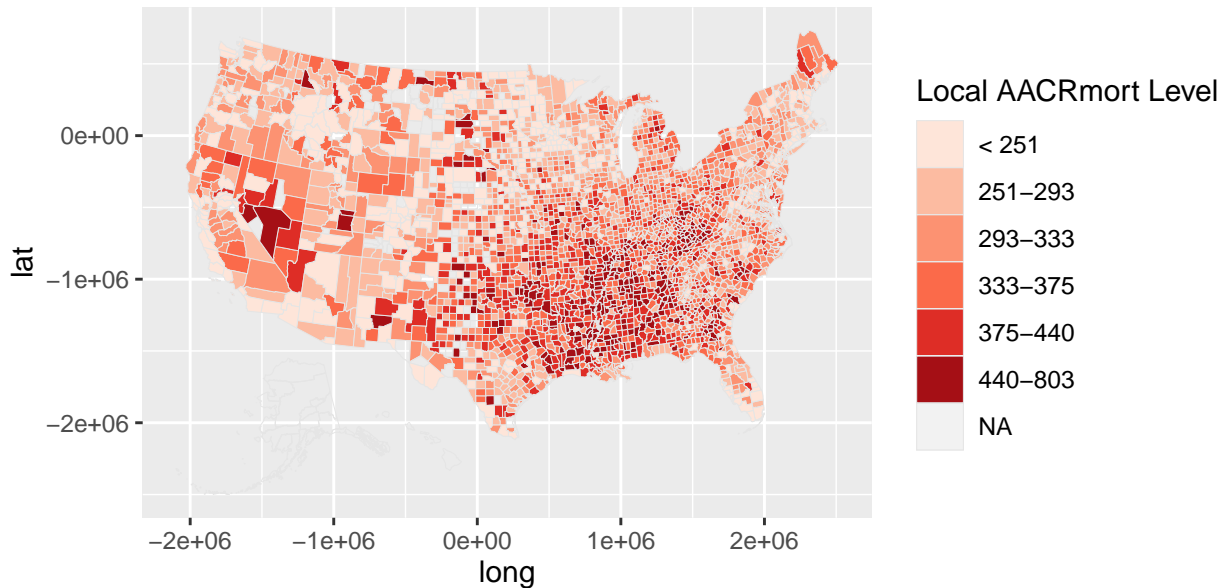 0e+00
−1e+06
−2e+06
lat
−2e+06
−1e+06
0e+00
1e+06
2e+06
long
Local AACRmort Level
< 251
251−293
293−333
333−375
375−440
440−803
NA